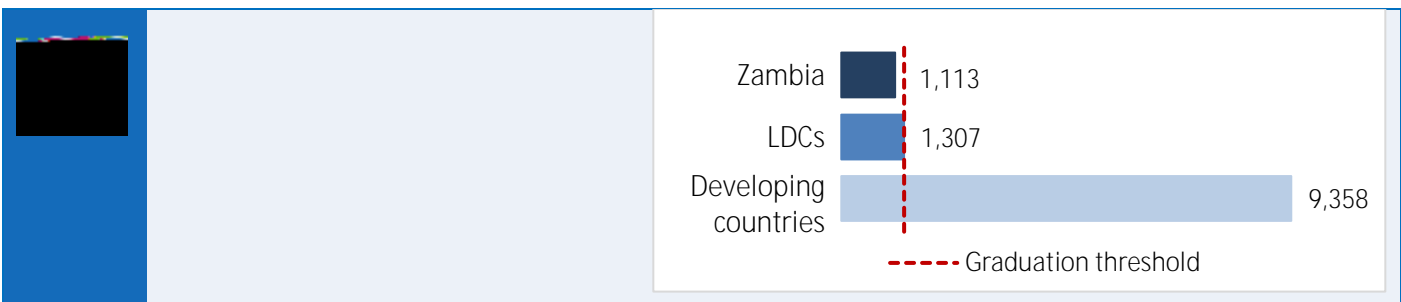 Zambia 1,113
LDCs 1,307
Developing
countries 9,358
Graduation threshold